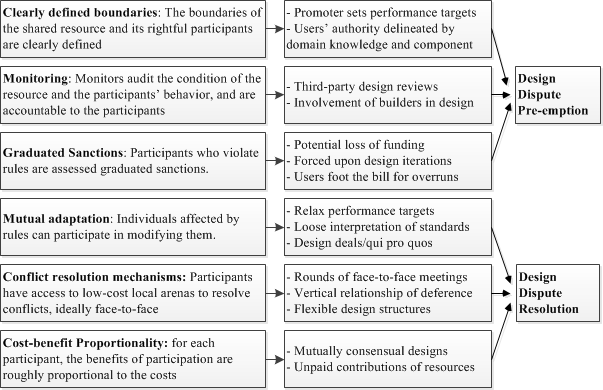 Clearly defined boundaries: The boundaries of
the shared resource and its rightful participants
are clearly defined
- Promoter sets performance targets
- Users' authority delineated by
domain knowledge and component
Monitoring: Monitors audit the condition of the
resource and the participants' behavior, and are
accountable to the participants
- Third-party design reviews
- Involvement of builders in design
Design
Dispute
Pre-emption
Graduated Sanctions: Participants who violate
rules are assessed graduated sanctions.
- Potential loss of funding
- Forced upon design iterations
- Users foot the bill for overruns
Mutual adaptation: Individuals affected by
rules can participate in modifying them.
- Relax performance targets
- Loose interpretation of standards
- Design deals/qui pro quos
Conflict resolution mechanisms: Participants
have access to low-cost local arenas to resolve
conflicts, ideally face-to-face
- Rounds of face-to-face meetings
- Vertical relationship of deference
- Flexible design structures
Design
Dispute
Resolution
Cost-benefit Proportionality: for each
participant, the benefits of participation are
roughly proportional to the costs
- Mutually consensual designs
- Unpaid contributions of resources